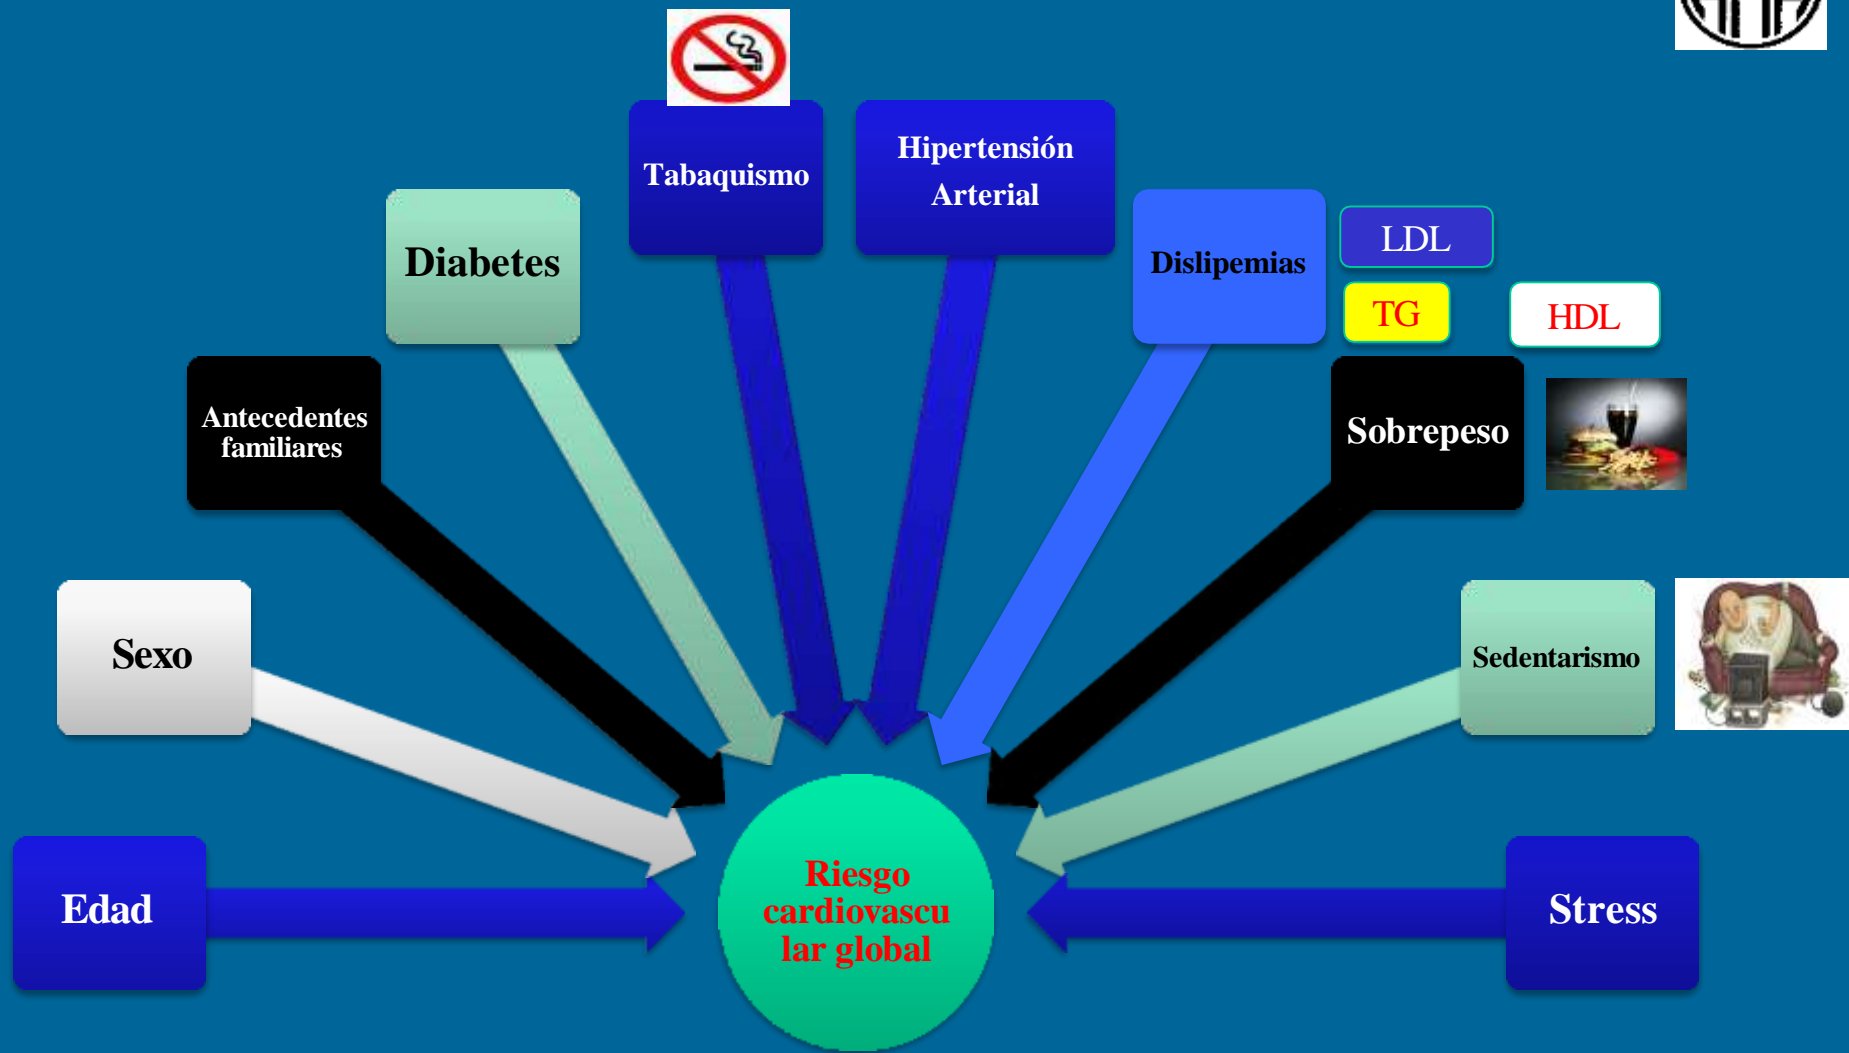 Tabaquismo
Hipertensión
Arterial
Diabetes
Dislipemias
LDL
TG
HDL
Antecedentes
familiares
Sobrepeso
Sexo
Sedentarismo
Edad
Riesgo
cardiovascu
lar global
Stress